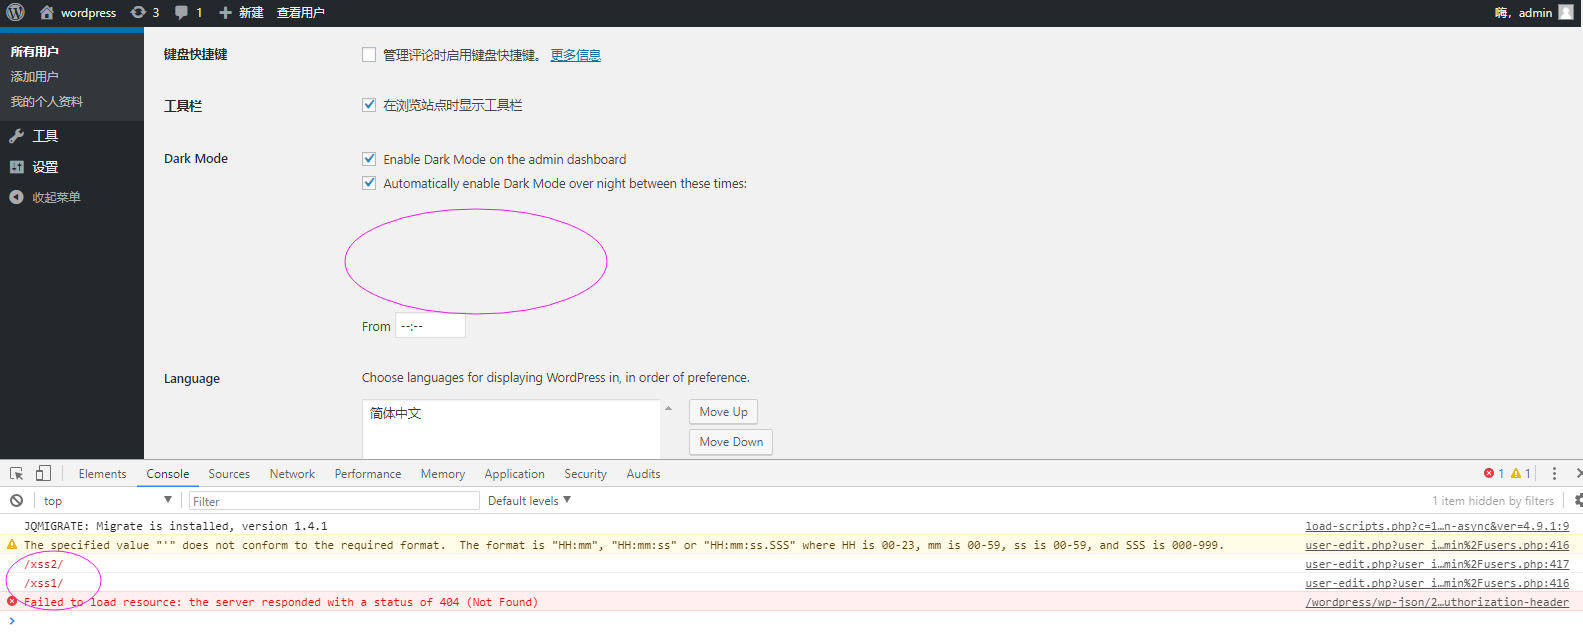 wordpress 3 1 新建 查看用户 嗨，admin
所有用户
添加用户
我的个人资料
工具
设置
收起菜单
键盘快捷键 管理评论时启用键盘快捷键。 更多信息
工具栏 在浏览站点时显示工具栏
Dark Mode Enable Dark Mode on the admin dashboard
Automatically enable Dark Mode over night between these times:
From --:--
Language Choose languages for displaying WordPress in, in order of preference.
简体中文 Move Up
Move Down
Elements Console Sources Network Performance Memory Application Security Audits 1 1
top Filter Default levels 1 item hidden by filters
JQMIGRATE: Migrate is installed, version 1.4.1 load-scripts.php?c=1…n-async&ver=4.9.1:9
The specified value "'" does not conform to the required format.  The format is "HH:mm", "HH:mm:ss" or "HH:mm:ss.SSS" where HH is 00-23, mm is 00-59, ss is 00-59, and SSS is 000-999. user-edit.php?user_i…min%2Fusers.php:416
/xss2/ user-edit.php?user_i…min%2Fusers.php:417
/xss1/ user-edit.php?user_i…min%2Fusers.php:416
Failed to load resource: the server responded with a status of 404 (Not Found) /wordpress/wp-json/2…uthorization-header